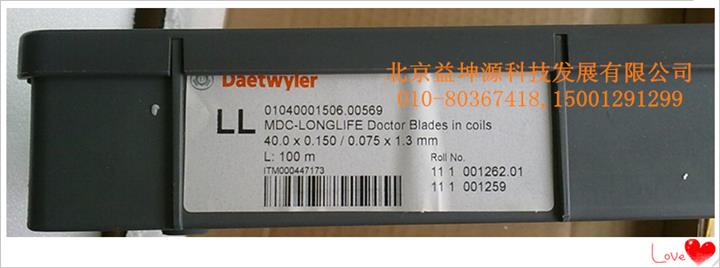 Daetwyler
北京益坤源科技发展有限公司
010-80367418,15001291299
LL
01040001506.00569
MDC-LONGLIFE Doctor Blades in coils
40.0 x 0.150 / 0.075 x 1.3 mm
L: 100 m
Roll No.
ITM000447173
11 1 001262.01
11 1 001259
Love